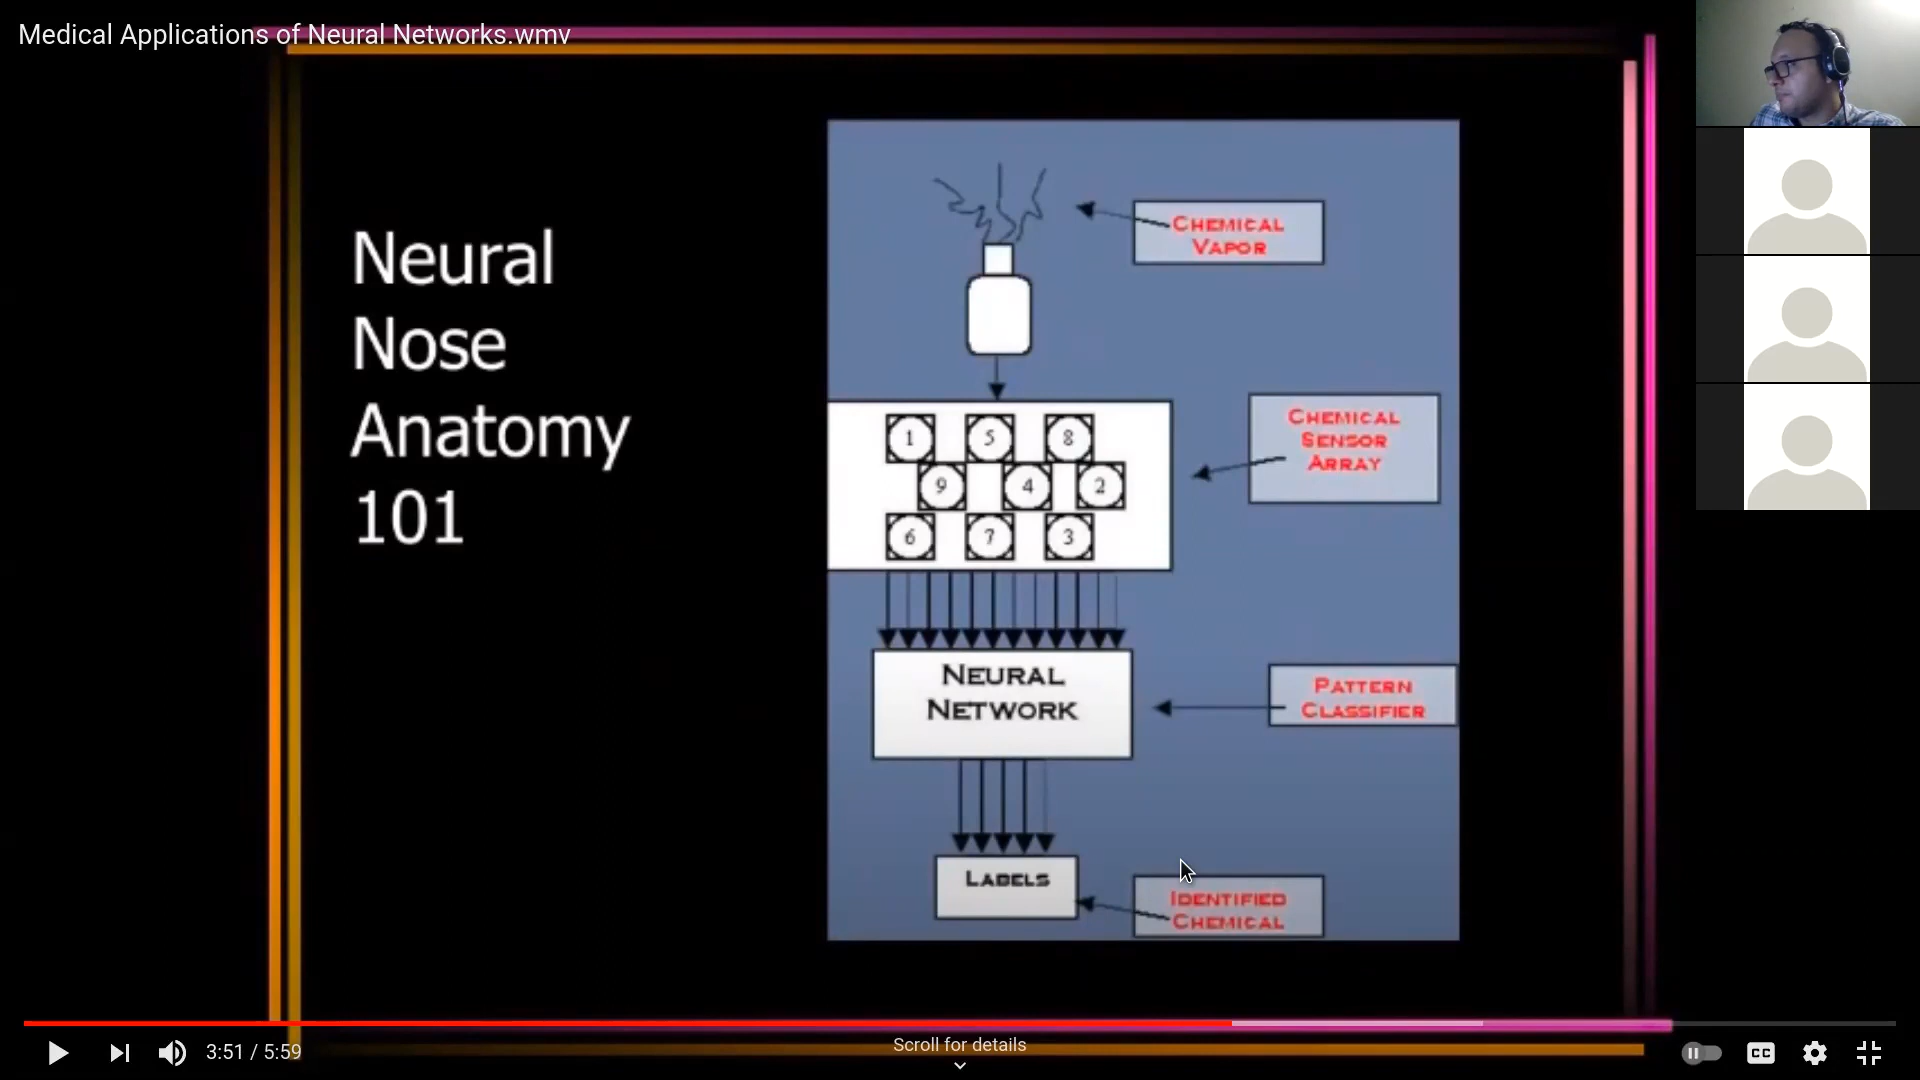 Medical Applications of Neural Networks.wmv
Neural
Nose
Anatomy
101
CHEMICAL
VAPOR
1 5 8
9 4 2
6 7 3
CHEMICAL
SENSOR
ARRAY
NEURAL
NETWORK
PATTERN
CLASSIFIER
LABELS
IDENTIFIED
CHEMICAL
3:51 / 5:59
Scroll for details
CC